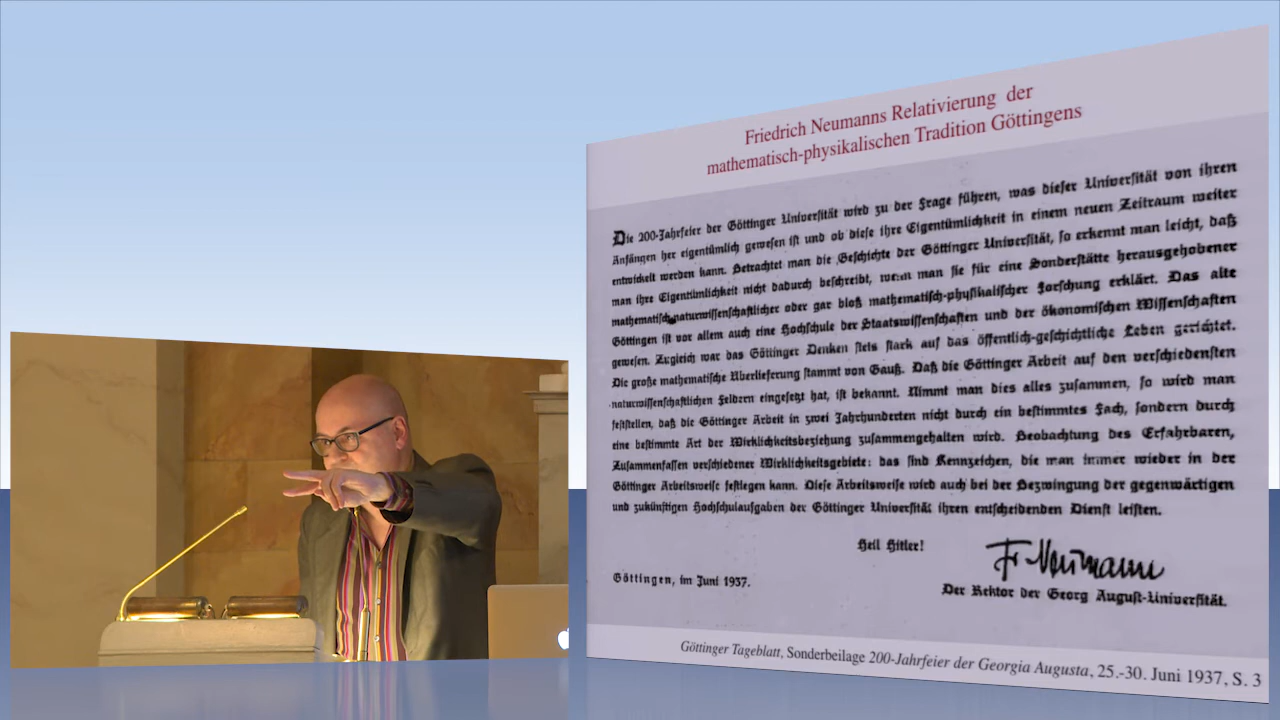 Friedrich Neumanns Relativierung der
mathematisch-physikalischen Tradition Göttingens
Die 200-Jahrfeier der Göttinger Universität wird zu der Frage führen, was dieser Universität von ihren
Anfängen her eigentümlich gewesen ist und ob diese ihre Eigentümlichkeit in einem neuen Zeitraum weiter
entwickelt werden kann. Betrachtet man die Geschichte der Göttinger Universität, so erkennt man leicht, daß
man ihre Eigentümlichkeit nicht dadurch beschreibt, wenn man sie für eine Sonderstätte herausgehobener
mathematisch-naturwissenschaftlicher oder gar bloß mathematisch-physikalischer Forschung erklärt. Das alte
Göttingen ist vor allem auch eine Hochschule der Staatswissenschaften und der ökonomischen Wissenschaften
gewesen. Zugleich war das Göttinger Denken stets stark auf das öffentlich-geschichtliche Leben gerichtet.
Die große mathematische Überlieferung stammt von Gauß. Daß die Göttinger Arbeit auf den verschiedensten
naturwissenschaftlichen Feldern eingesetzt hat, ist bekannt. Nimmt man dies alles zusammen, so wird man
feststellen, daß die Göttinger Arbeit in zwei Jahrhunderten nicht durch ein bestimmtes Fach, sondern durch
eine bestimmte Art der Wirklichkeitsbeziehung zusammengehalten wird. Beobachtung des Erfahrbaren,
Zusammenfassen verschiedener Wirklichkeitsgebiete: das sind Kennzeichen, die man immer wieder in der
Göttinger Arbeitsweise festlegen kann. Diese Arbeitsweise wird auch bei der Bezwingung der gegenwärtigen
und zukünftigen Hochschulaufgaben der Göttinger Universität ihren entscheidenden Dienst leisten.
Heil Hitler!
Fr Neumann
Göttingen, im Juni 1937.
Der Rektor der Georg August-Universität.
Göttinger Tageblatt, Sonderbeilage 200-Jahrfeier der Georgia Augusta, 25.-30. Juni 1937, S. 3